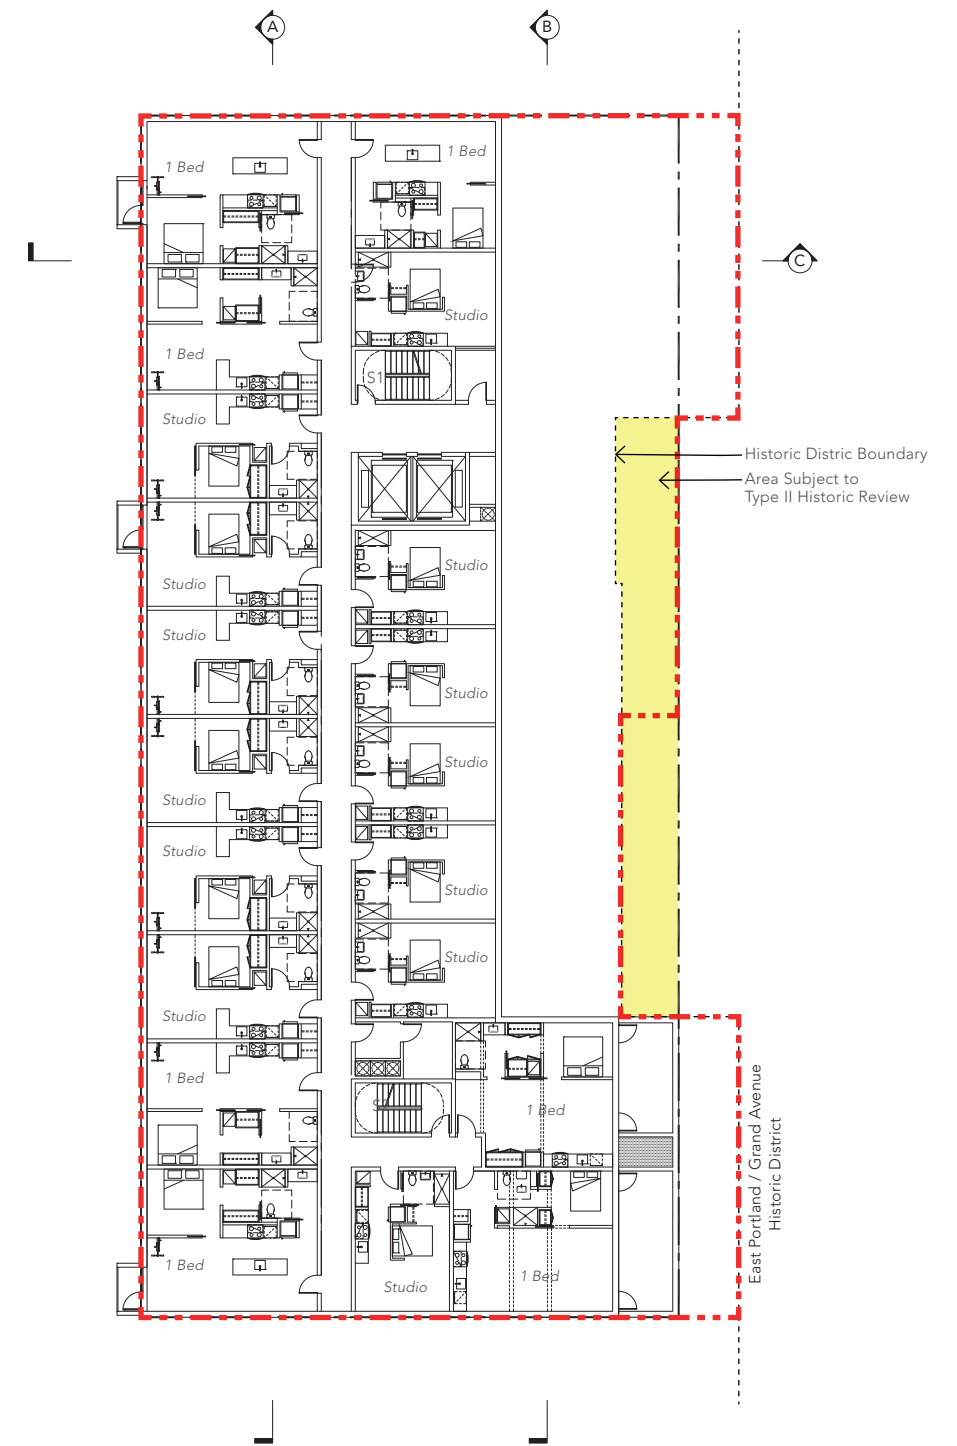 A
B
1 Bed
1 Bed
C
Studio
1 Bed
S1
Studio
Historic Distric Boundary
Area Subject to
Type II Historic Review
Studio
Studio
Studio
Studio
Studio
Studio
Studio
Studio
Studio
Studio
1 Bed
1 Bed
East Portland / Grand Avenue
Historic District
1 Bed
1 Bed
Studio